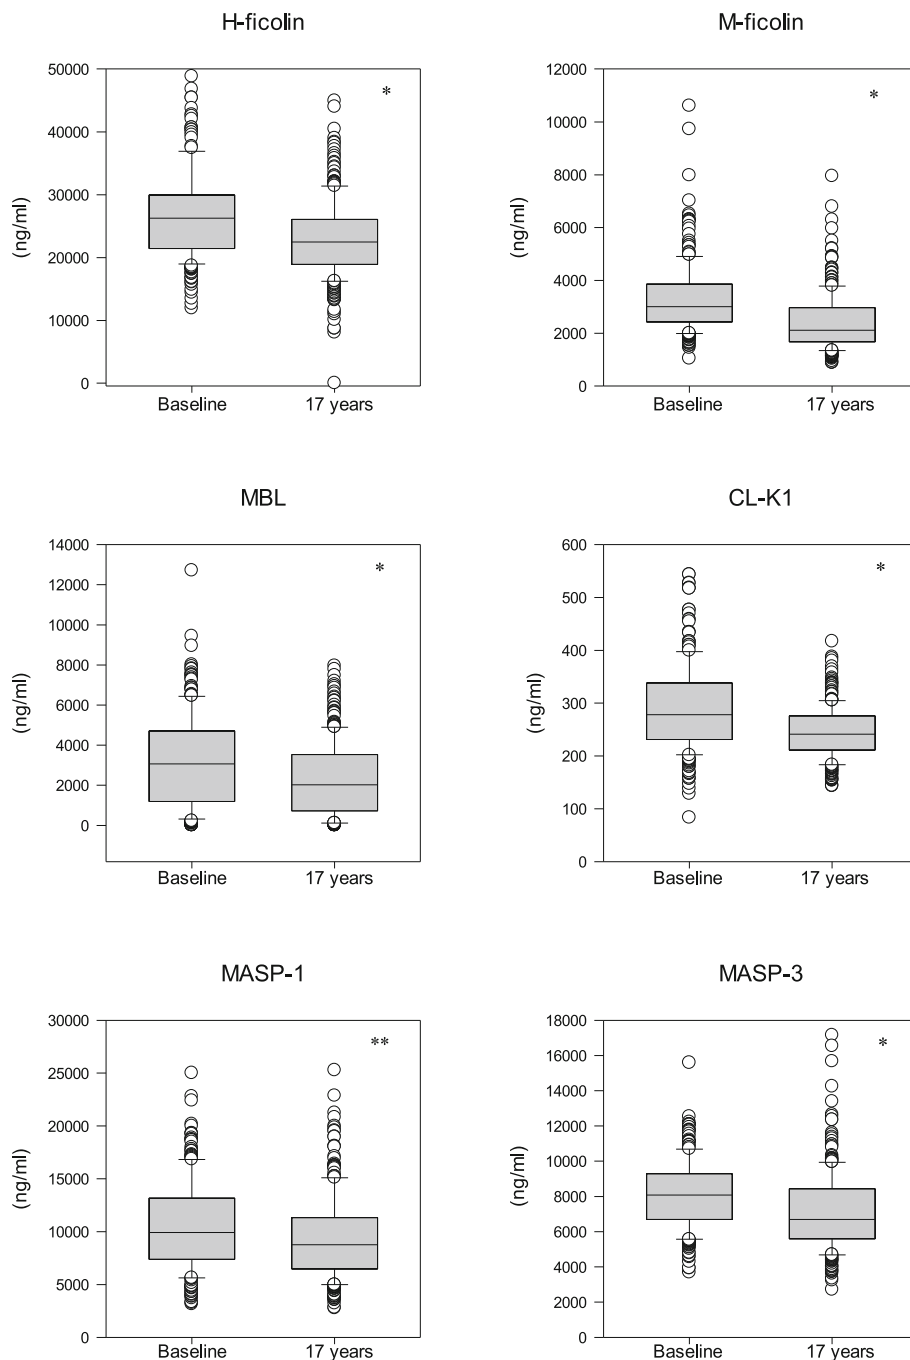 H-ficolin
M-ficolin
(ng/ml)
50000
40000
30000
20000
10000
0
*
Baseline
17 years
(ng/ml)
12000
10000
8000
6000
4000
2000
0
*
Baseline
17 years
MBL
CL-K1
(ng/ml)
14000
12000
10000
8000
6000
4000
2000
0
*
Baseline
17 years
(ng/ml)
600
500
400
300
200
100
0
*
Baseline
17 years
MASP-1
MASP-3
(ng/ml)
30000
25000
20000
15000
10000
5000
0
**
Baseline
17 years
(ng/ml)
18000
16000
14000
12000
10000
8000
6000
4000
2000
0
*
Baseline
17 years